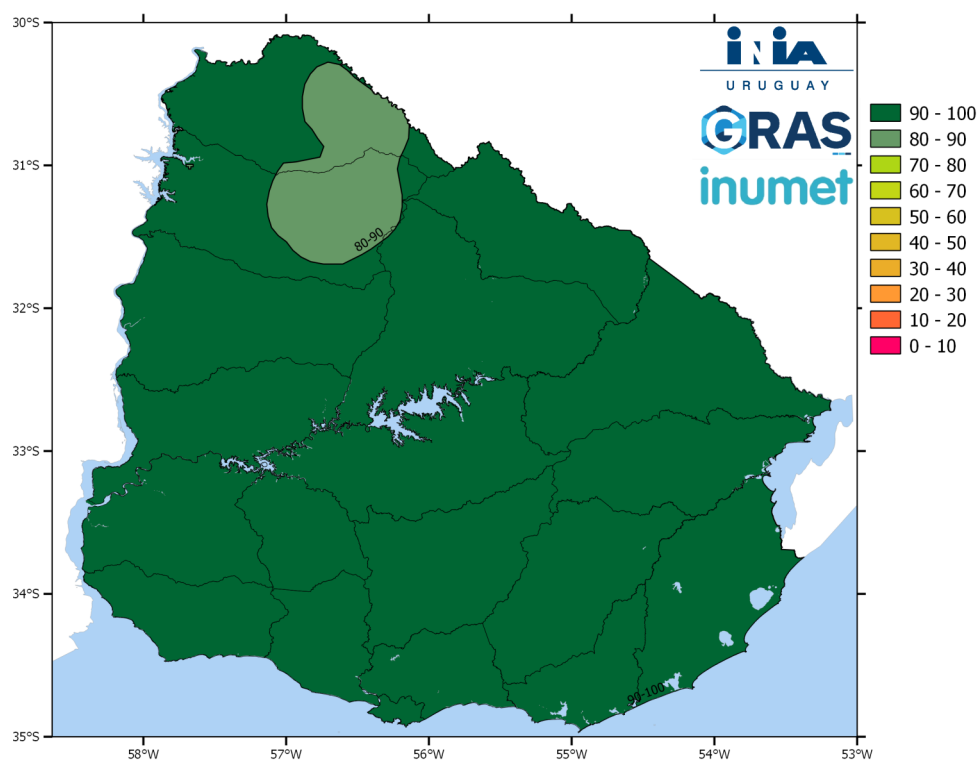 30°S
31°S
32°S
33°S
34°S
35°S
58°W
57°W
56°W
55°W
54°W
53°W
80-90
90-100
iNiA
URUGUAY
GRAS
inumet
90 - 100
80 - 90
70 - 80
60 - 70
50 - 60
40 - 50
30 - 40
20 - 30
10 - 20
0 - 10